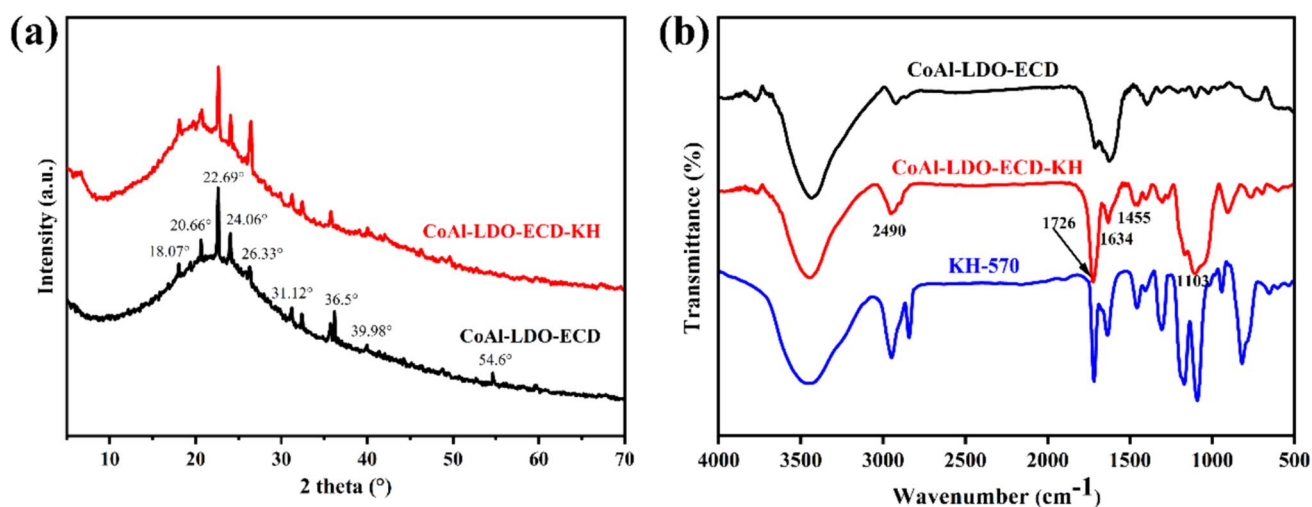 (a)
Intensity (a.u.)
22.69°
20.66°
24.06°
18.07°
26.33°
CoAl-LDO-ECD-KH
31.12°
36.5°
39.98°
CoAl-LDO-ECD
54.6°
10 20 30 40 50 60 70
2 theta (°)
(b)
Transmittance (%)
CoAl-LDO-ECD
CoAl-LDO-ECD-KH
2490
1726
1634
1455
KH-570
1103
4000 3500 3000 2500 2000 1500 1000 500
Wavenumber (cm-1)